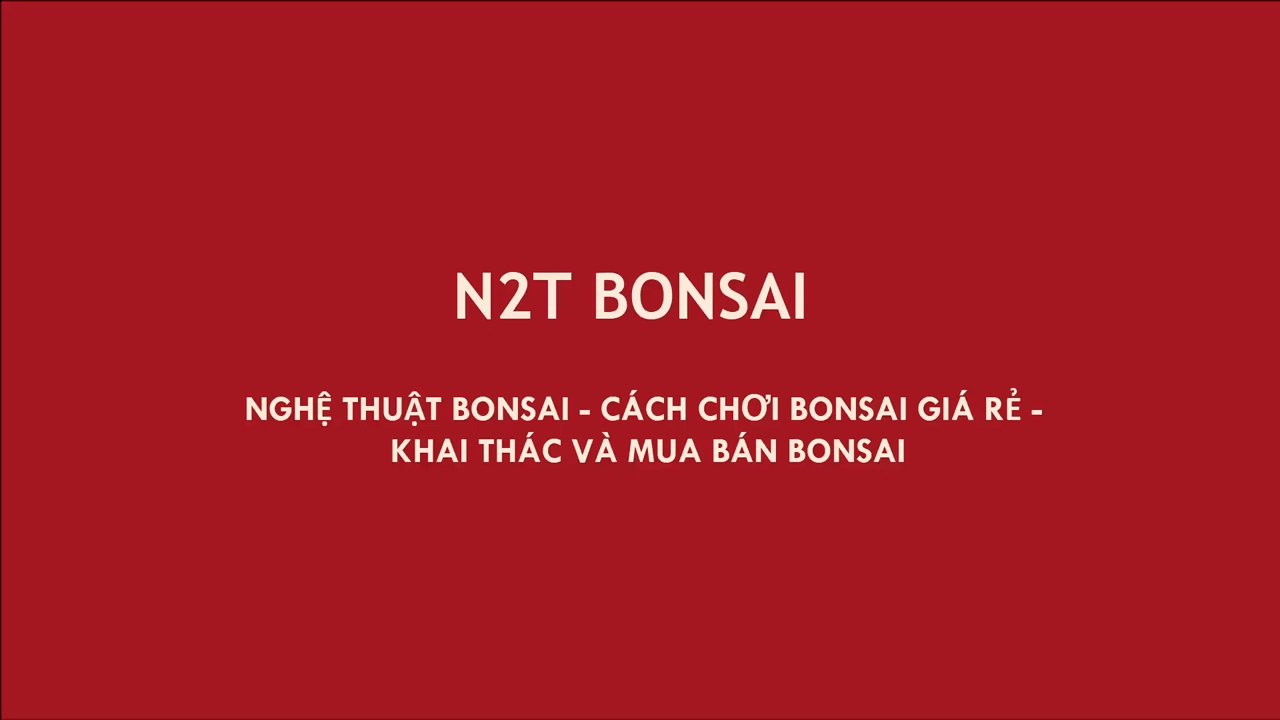 N2T BONSAI
NGHỆ THUẬT BONSAI - CÁCH CHƠI BONSAI GIÁ RẺ -
KHAI THÁC VÀ MUA BÁN BONSAI